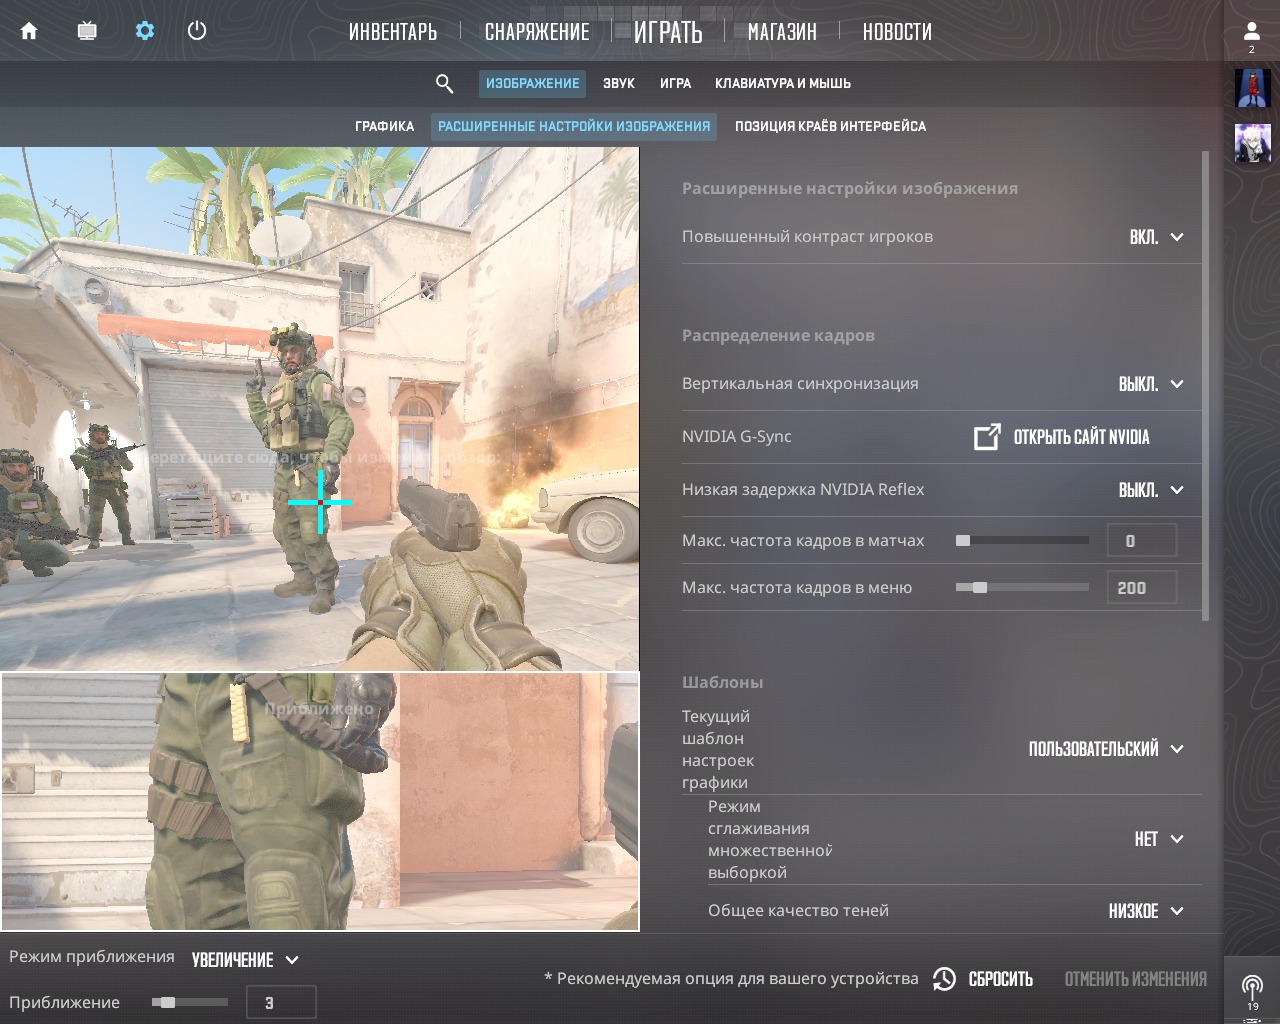 ИНВЕНТАРЬ СНАРЯЖЕНИЕ ИГРАТЬ МАГАЗИН НОВОСТИ
2
ИЗОБРАЖЕНИЕ ЗВУК ИГРА КЛАВИАТУРА И МЫШЬ
ГРАФИКА РАСШИРЕННЫЕ НАСТРОЙКИ ИЗОБРАЖЕНИЯ ПОЗИЦИЯ КРАЁВ ИНТЕРФЕЙСА
Расширенные настройки изображения
Повышенный контраст игроков ВКЛ.
Распределение кадров
Вертикальная синхронизация ВЫКЛ.
NVIDIA G-Sync ОТКРЫТЬ САЙТ NVIDIA
Низкая задержка NVIDIA Reflex ВЫКЛ.
Макс. частота кадров в матчах 0
Макс. частота кадров в меню 200
Шаблоны
Текущий
шаблон
настроек
графики
ПОЛЬЗОВАТЕЛЬСКИЙ
Режим
сглаживания
множественной
выборкой
НЕТ
Общее качество теней НИЗКОЕ
сюда, чтобы
Приближено
Режим приближения УВЕЛИЧЕНИЕ
Приближение 3
* Рекомендуемая опция для вашего устройства СБРОСИТЬ ОТМЕНИТЬ ИЗМЕНЕНИЯ
19